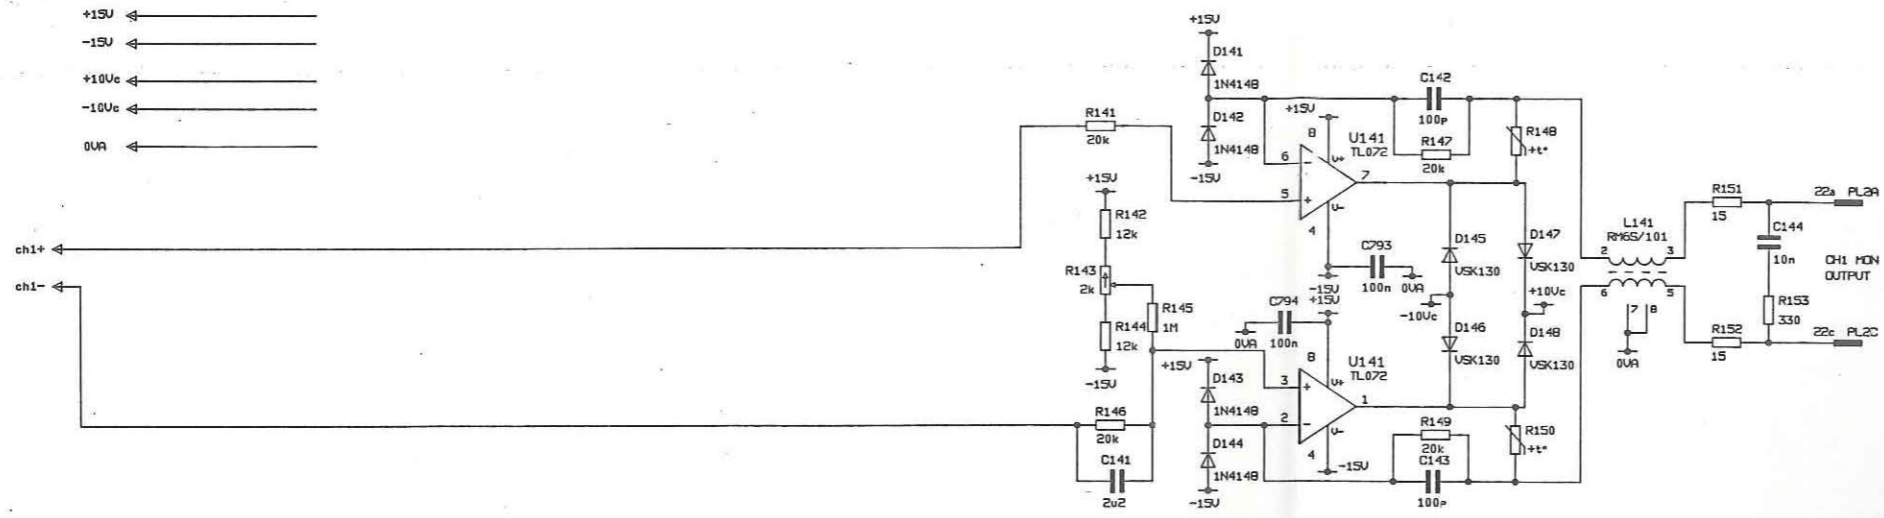 +15V
-15V
+10Vc
-10Vc
0VA
ch1+
ch1-
R141
20k
+15V
R142
12k
R143
2k
R144
12k
-15V
R145
1M
R146
20k
C141
2u2
+15V
D141
1N4148
D142
1N4148
-15V
+15V
8
U141
TL072
6
-
V+
7
5
+
V-
4
-15V
C793
100n
0VA
C142
100p
R147
20k
R148
+t°
+15V
C794
100n
0VA
8
U141
TL072
3
+
V+
1
2
-
V-
4
-15V
+15V
D143
1N4148
D144
1N4148
-15V
R149
20k
C143
100p
R150
+t°
D145
VSK130
-10Vc
D146
VSK130
D147
VSK130
+10Vc
D148
VSK130
L141
RM6S/101
2
3
6
5
7
8
0VA
R151
15
R152
15
C144
10n
R153
330
22a PL2A
CH1 MON
OUTPUT
22c PL2C